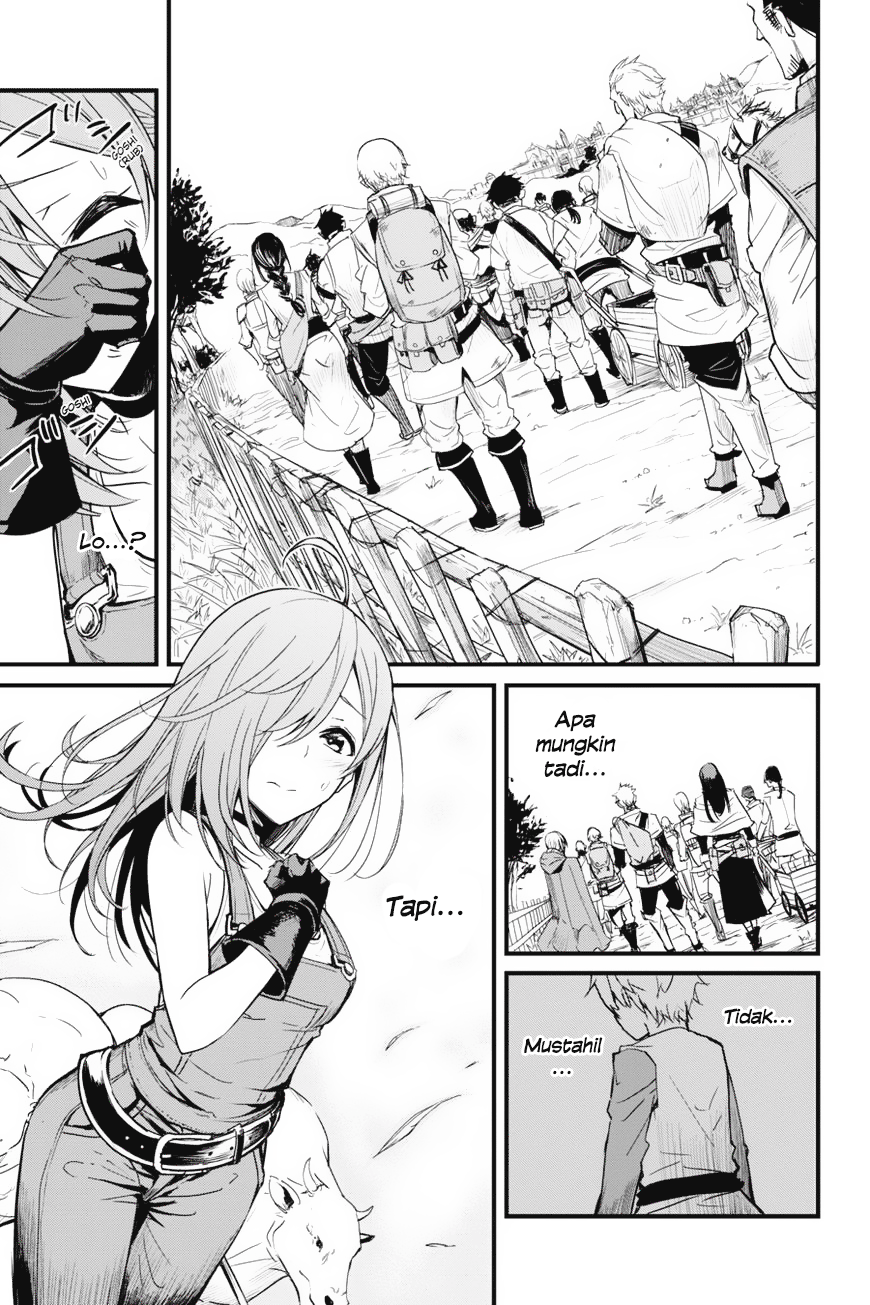 ゴシ
GOSHI
(RUB)
GOSHI
ゴシ
Lo...?
Apa
mungkin
tadi...
Tidak...
Mustahil
...
Tapi...